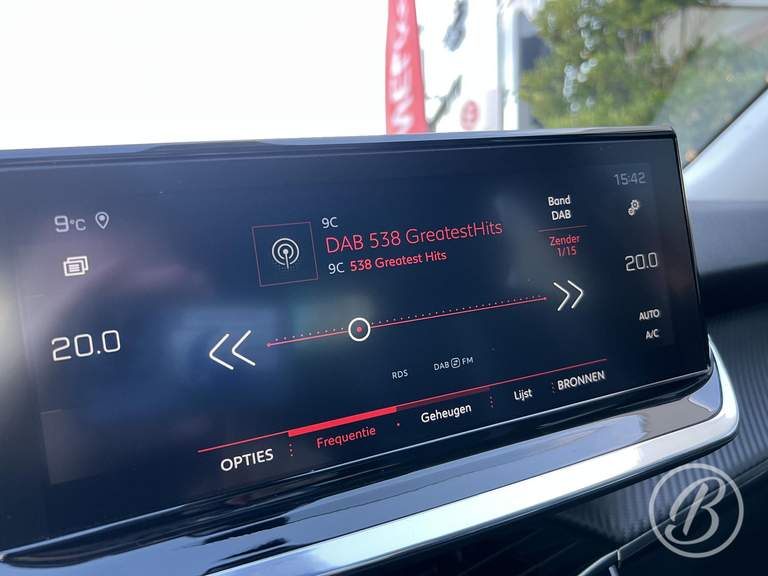 9°C
15:42
9C
DAB 538 GreatestHits
9C 538 Greatest Hits
Band
DAB
Zender
1/15
20.0
20.0
AUTO
A/C
RDS
DAB FM
OPTIES
Frequentie
Geheugen
Lijst
BRONNEN
B